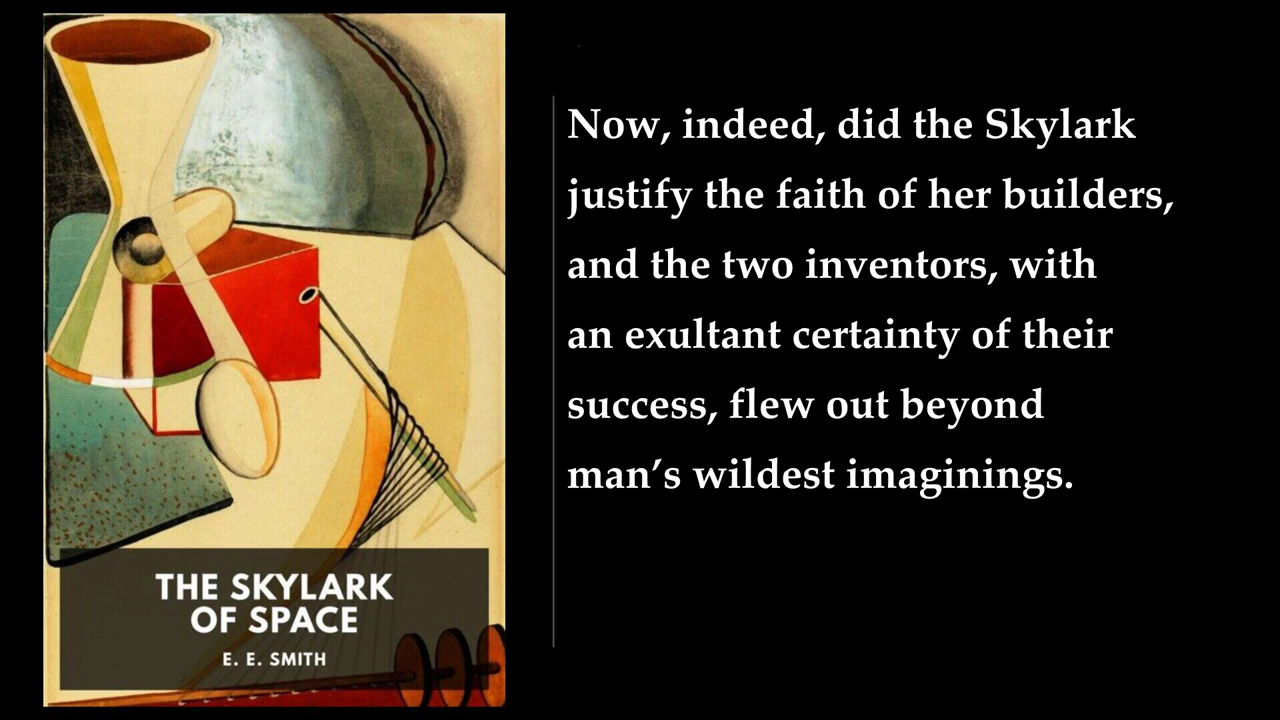 Now, indeed, did the Skylark
justify the faith of her builders,
and the two inventors, with
an exultant certainty of their
success, flew out beyond
man’s wildest imaginings.
THE SKYLARK
OF SPACE
E. E. SMITH